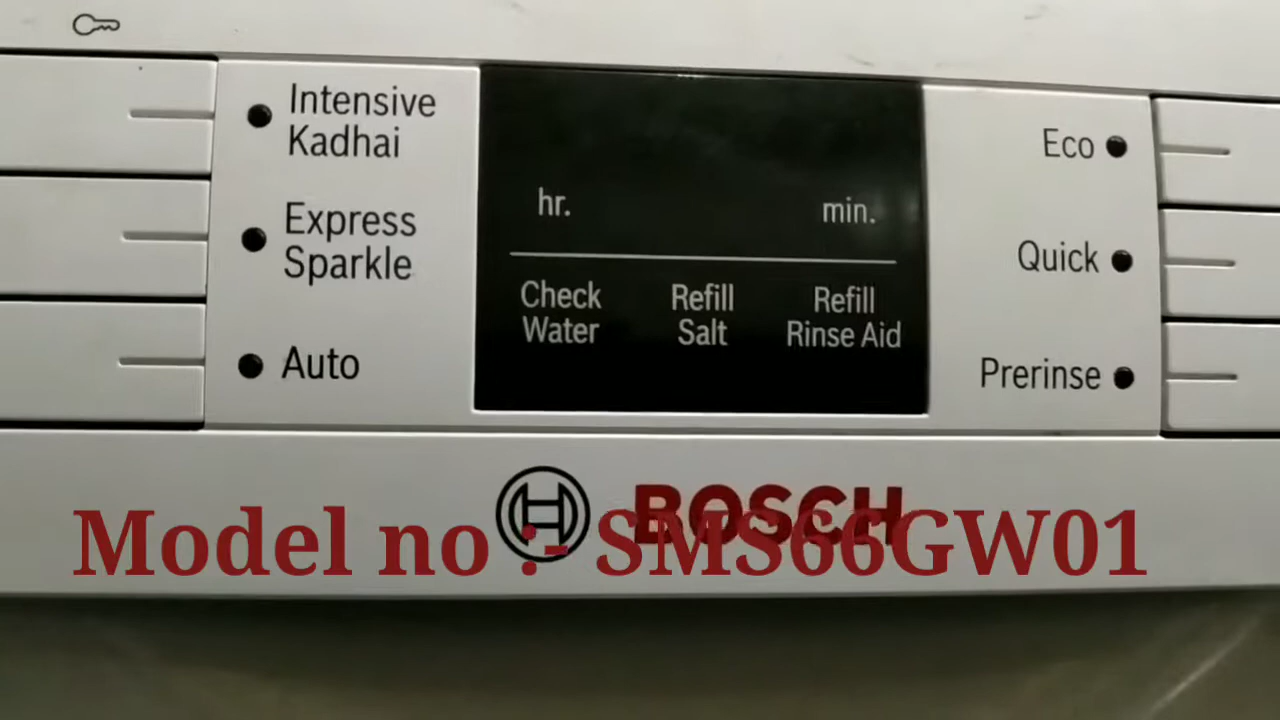 Intensive
Kadhai
Express
Sparkle
Auto
hr. min.
Check
Water
Refill
Salt
Refill
Rinse Aid
Eco
Quick
Prerinse
BOSCH
Model no :- SMS66GW01